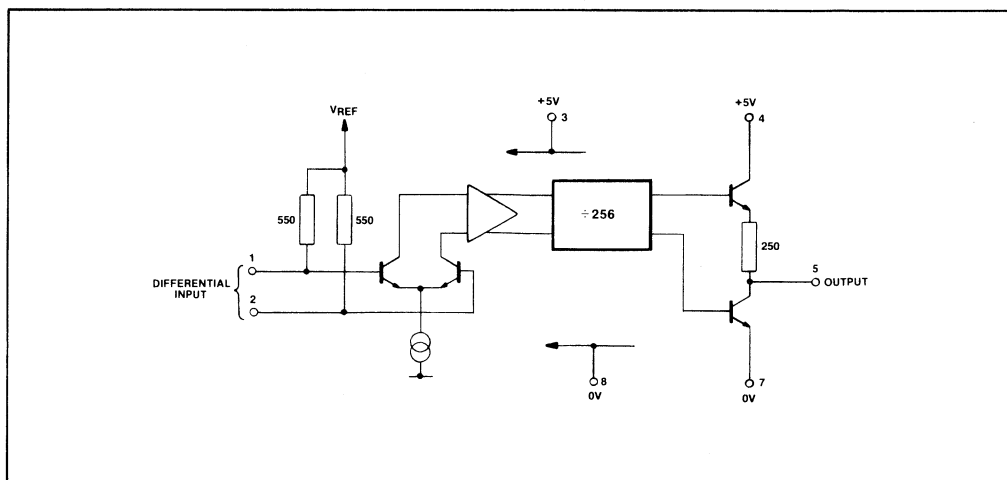 VREF
550
550
1
DIFFERENTIAL
INPUT
2
+5V
3
÷256
8
0V
+5V
4
250
5 OUTPUT
7
0V